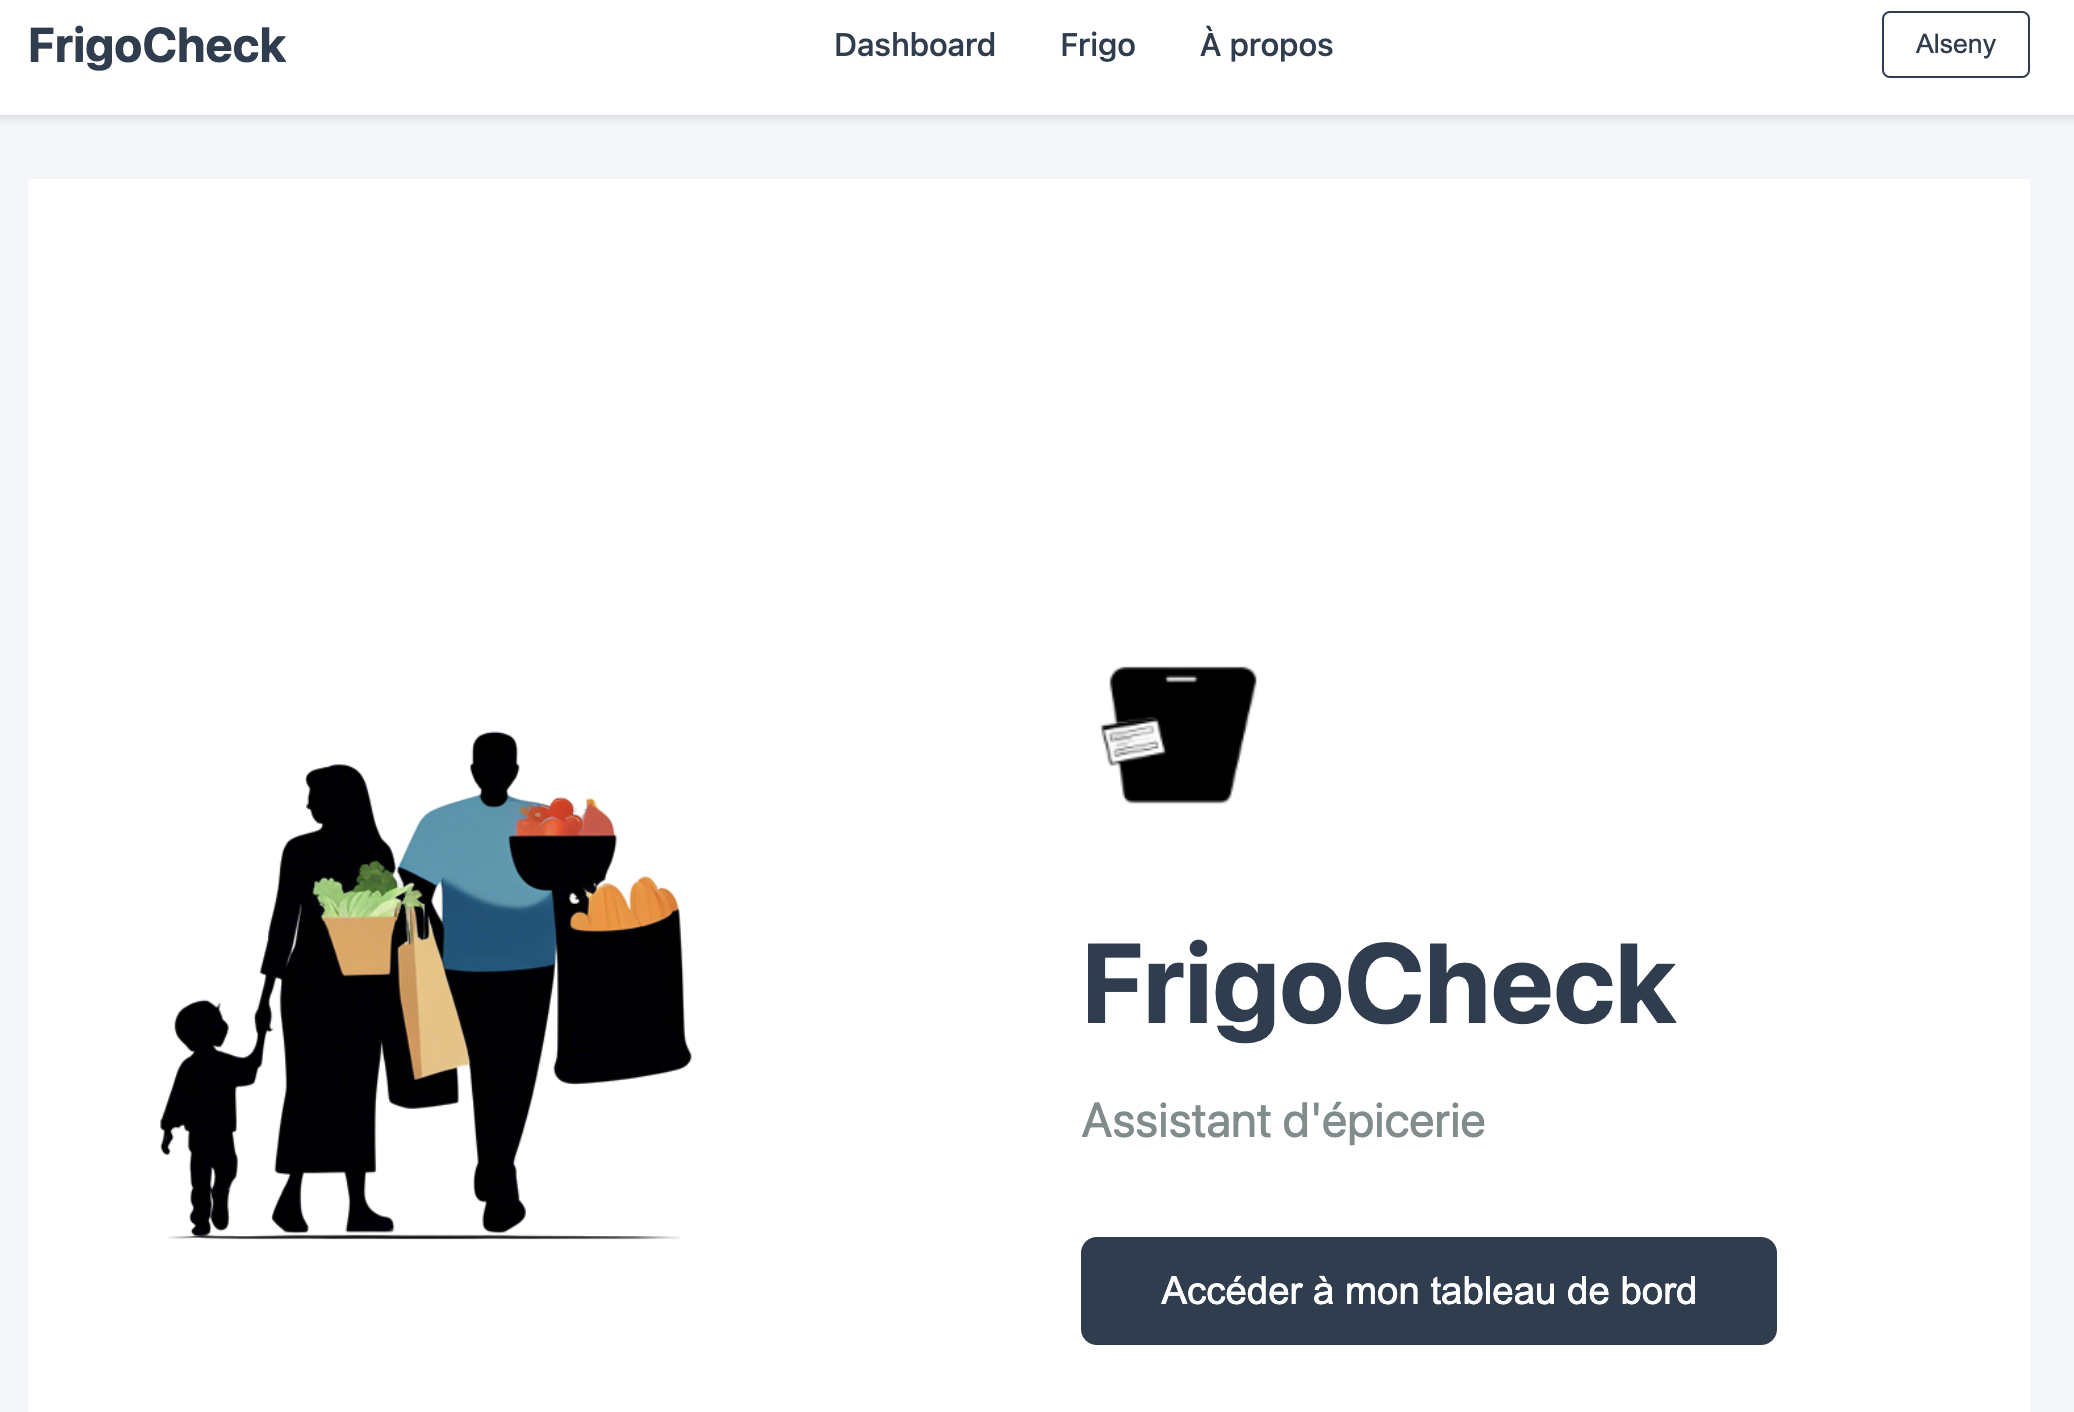 FrigoCheck
Dashboard Frigo À propos
Alseny
FrigoCheck
Assistant d'épicerie
Accéder à mon tableau de bord